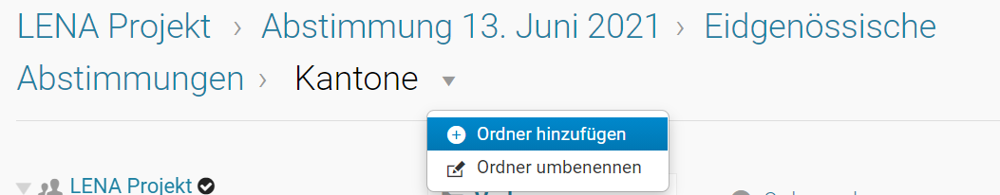 LENA Projekt › Abstimmung 13. Juni 2021 › Eidgenössische
Abstimmungen › Kantone
Ordner hinzufügen
Ordner umbenennen
LENA Projekt